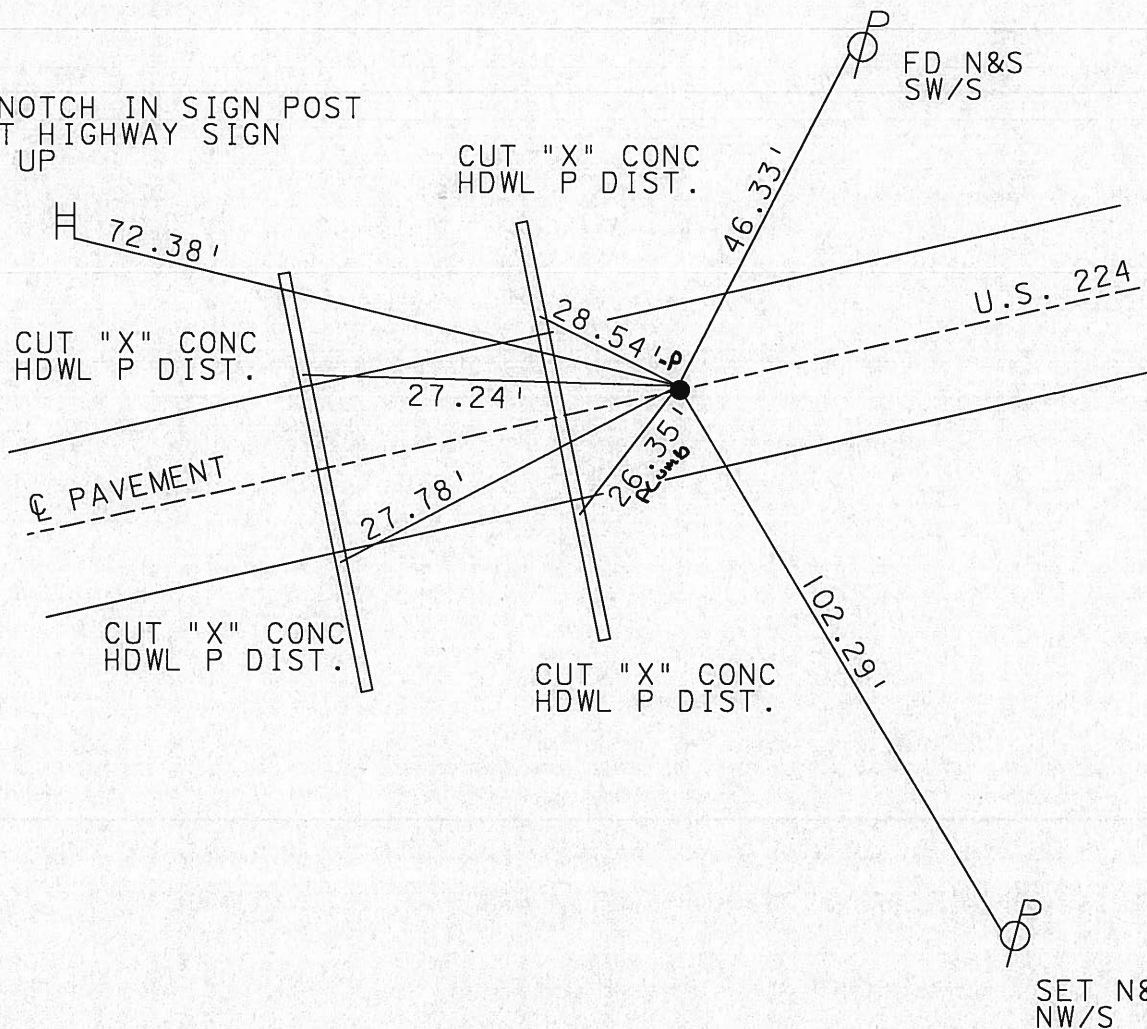 P
FD N&S
SW/S
NOTCH IN SIGN POST
T HIGHWAY SIGN
UP
CUT "X" CONC
HDWL P DIST.
46.33'
H
72.38'
U.S. 224
28.54'-P
CUT "X" CONC
HDWL P DIST.
27.24'
26.35'
Plumb
℄ PAVEMENT
27.78'
102.29'
CUT "X" CONC
HDWL P DIST.
CUT "X" CONC
HDWL P DIST.
P
SET N&
NW/S